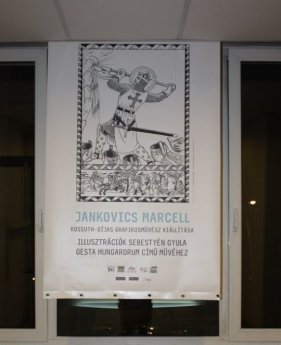 JANKOVICS MARCELL
KOSSUTH-DÍJAS GRAFIKUSMŰVÉSZ KIÁLLÍTÁSA
ILLUSZTRÁCIÓK SEBESTYÉN GYULA
GESTA HUNGARORUM CÍMŰ MŰVÉHEZ